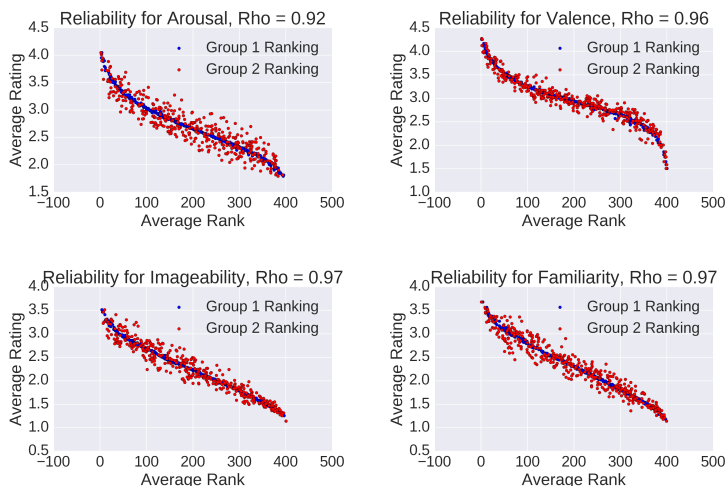 Reliability for Arousal, Rho = 0.92
4.5
4.0
3.5
3.0
2.5
2.0
1.5
Average Rating
Group 1 Ranking
Group 2 Ranking
−100 0 100 200 300 400 500
Average Rank
Reliability for Valence, Rho = 0.96
4.5
4.0
3.5
3.0
2.5
2.0
1.5
1.0
Average Rating
Group 1 Ranking
Group 2 Ranking
−100 0 100 200 300 400 500
Average Rank
Reliability for Imageability, Rho = 0.97
4.0
3.5
3.0
2.5
2.0
1.5
1.0
0.5
Average Rating
Group 1 Ranking
Group 2 Ranking
−100 0 100 200 300 400 500
Average Rank
Reliability for Familiarity, Rho = 0.97
4.0
3.5
3.0
2.5
2.0
1.5
1.0
0.5
Average Rating
Group 1 Ranking
Group 2 Ranking
−100 0 100 200 300 400 500
Average Rank